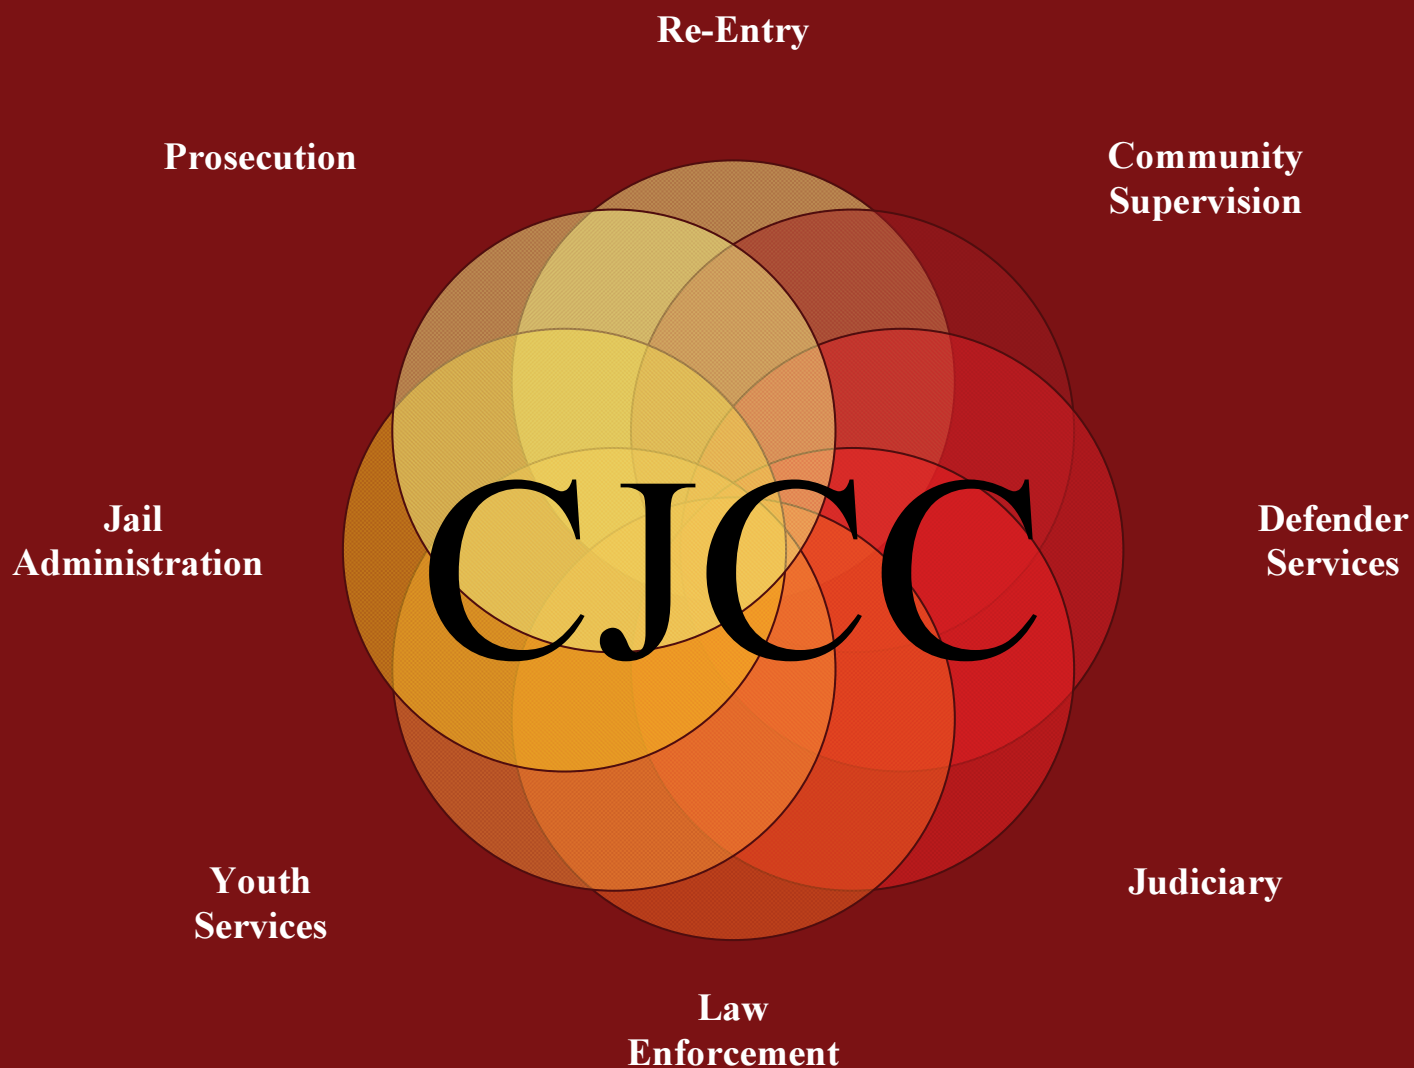 Re-Entry
Prosecution
Community
Supervision
Jail
Administration
CJCC
Defender
Services
Youth
Services
Judiciary
Law
Enforcement